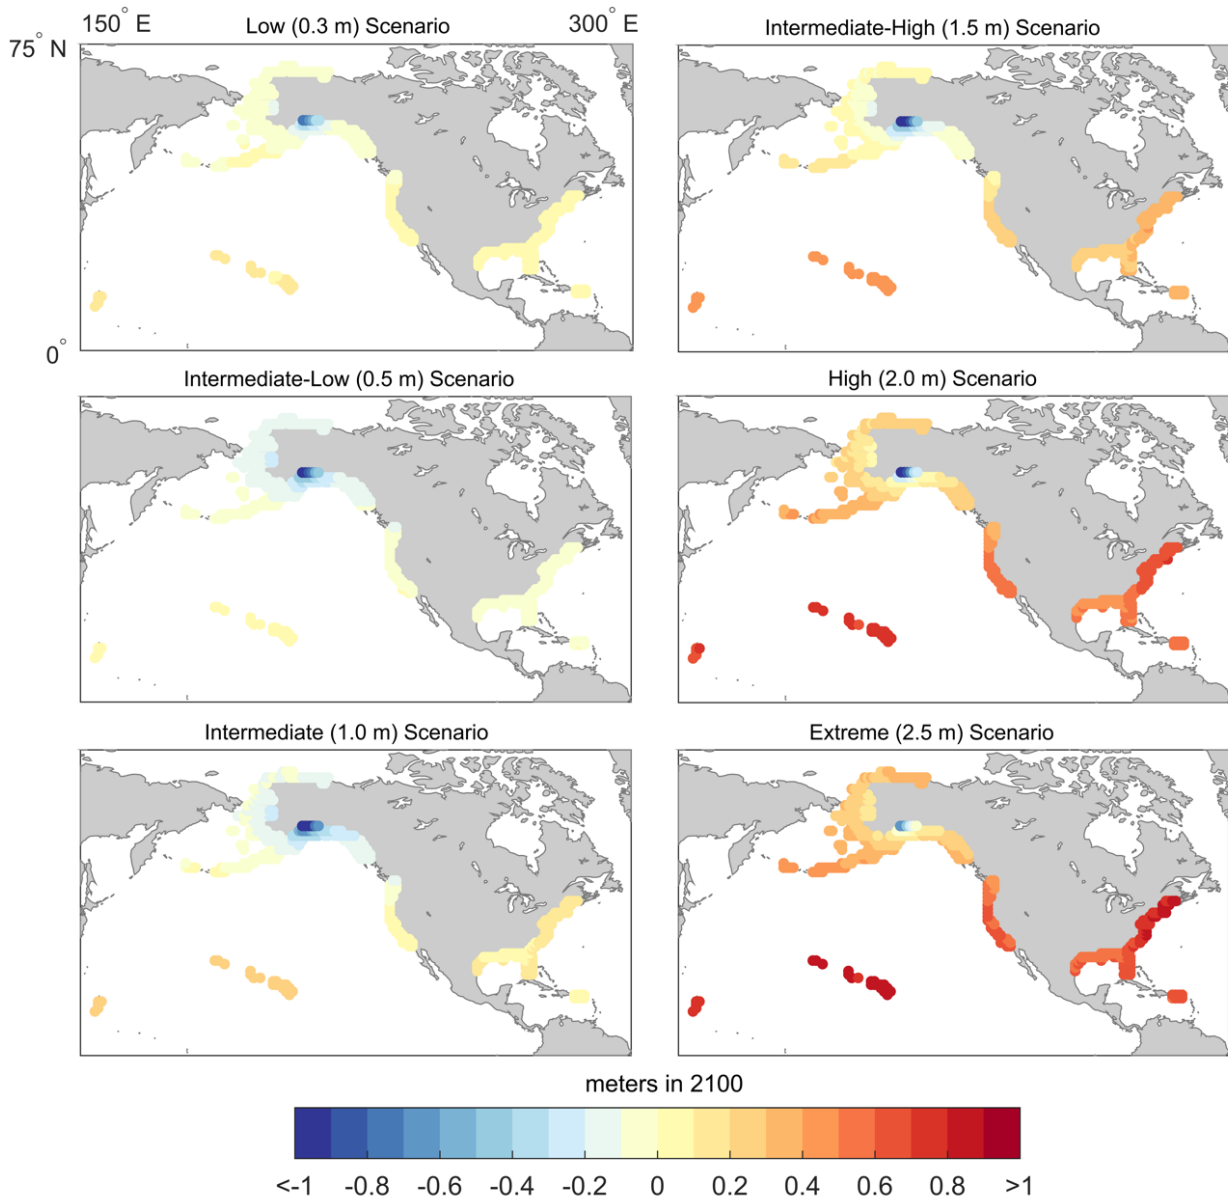 150° E
300° E
75° N
0°
Low (0.3 m) Scenario
Intermediate-High (1.5 m) Scenario
Intermediate-Low (0.5 m) Scenario
High (2.0 m) Scenario
Intermediate (1.0 m) Scenario
Extreme (2.5 m) Scenario
meters in 2100
<-1 -0.8 -0.6 -0.4 -0.2 0 0.2 0.4 0.6 0.8 >1